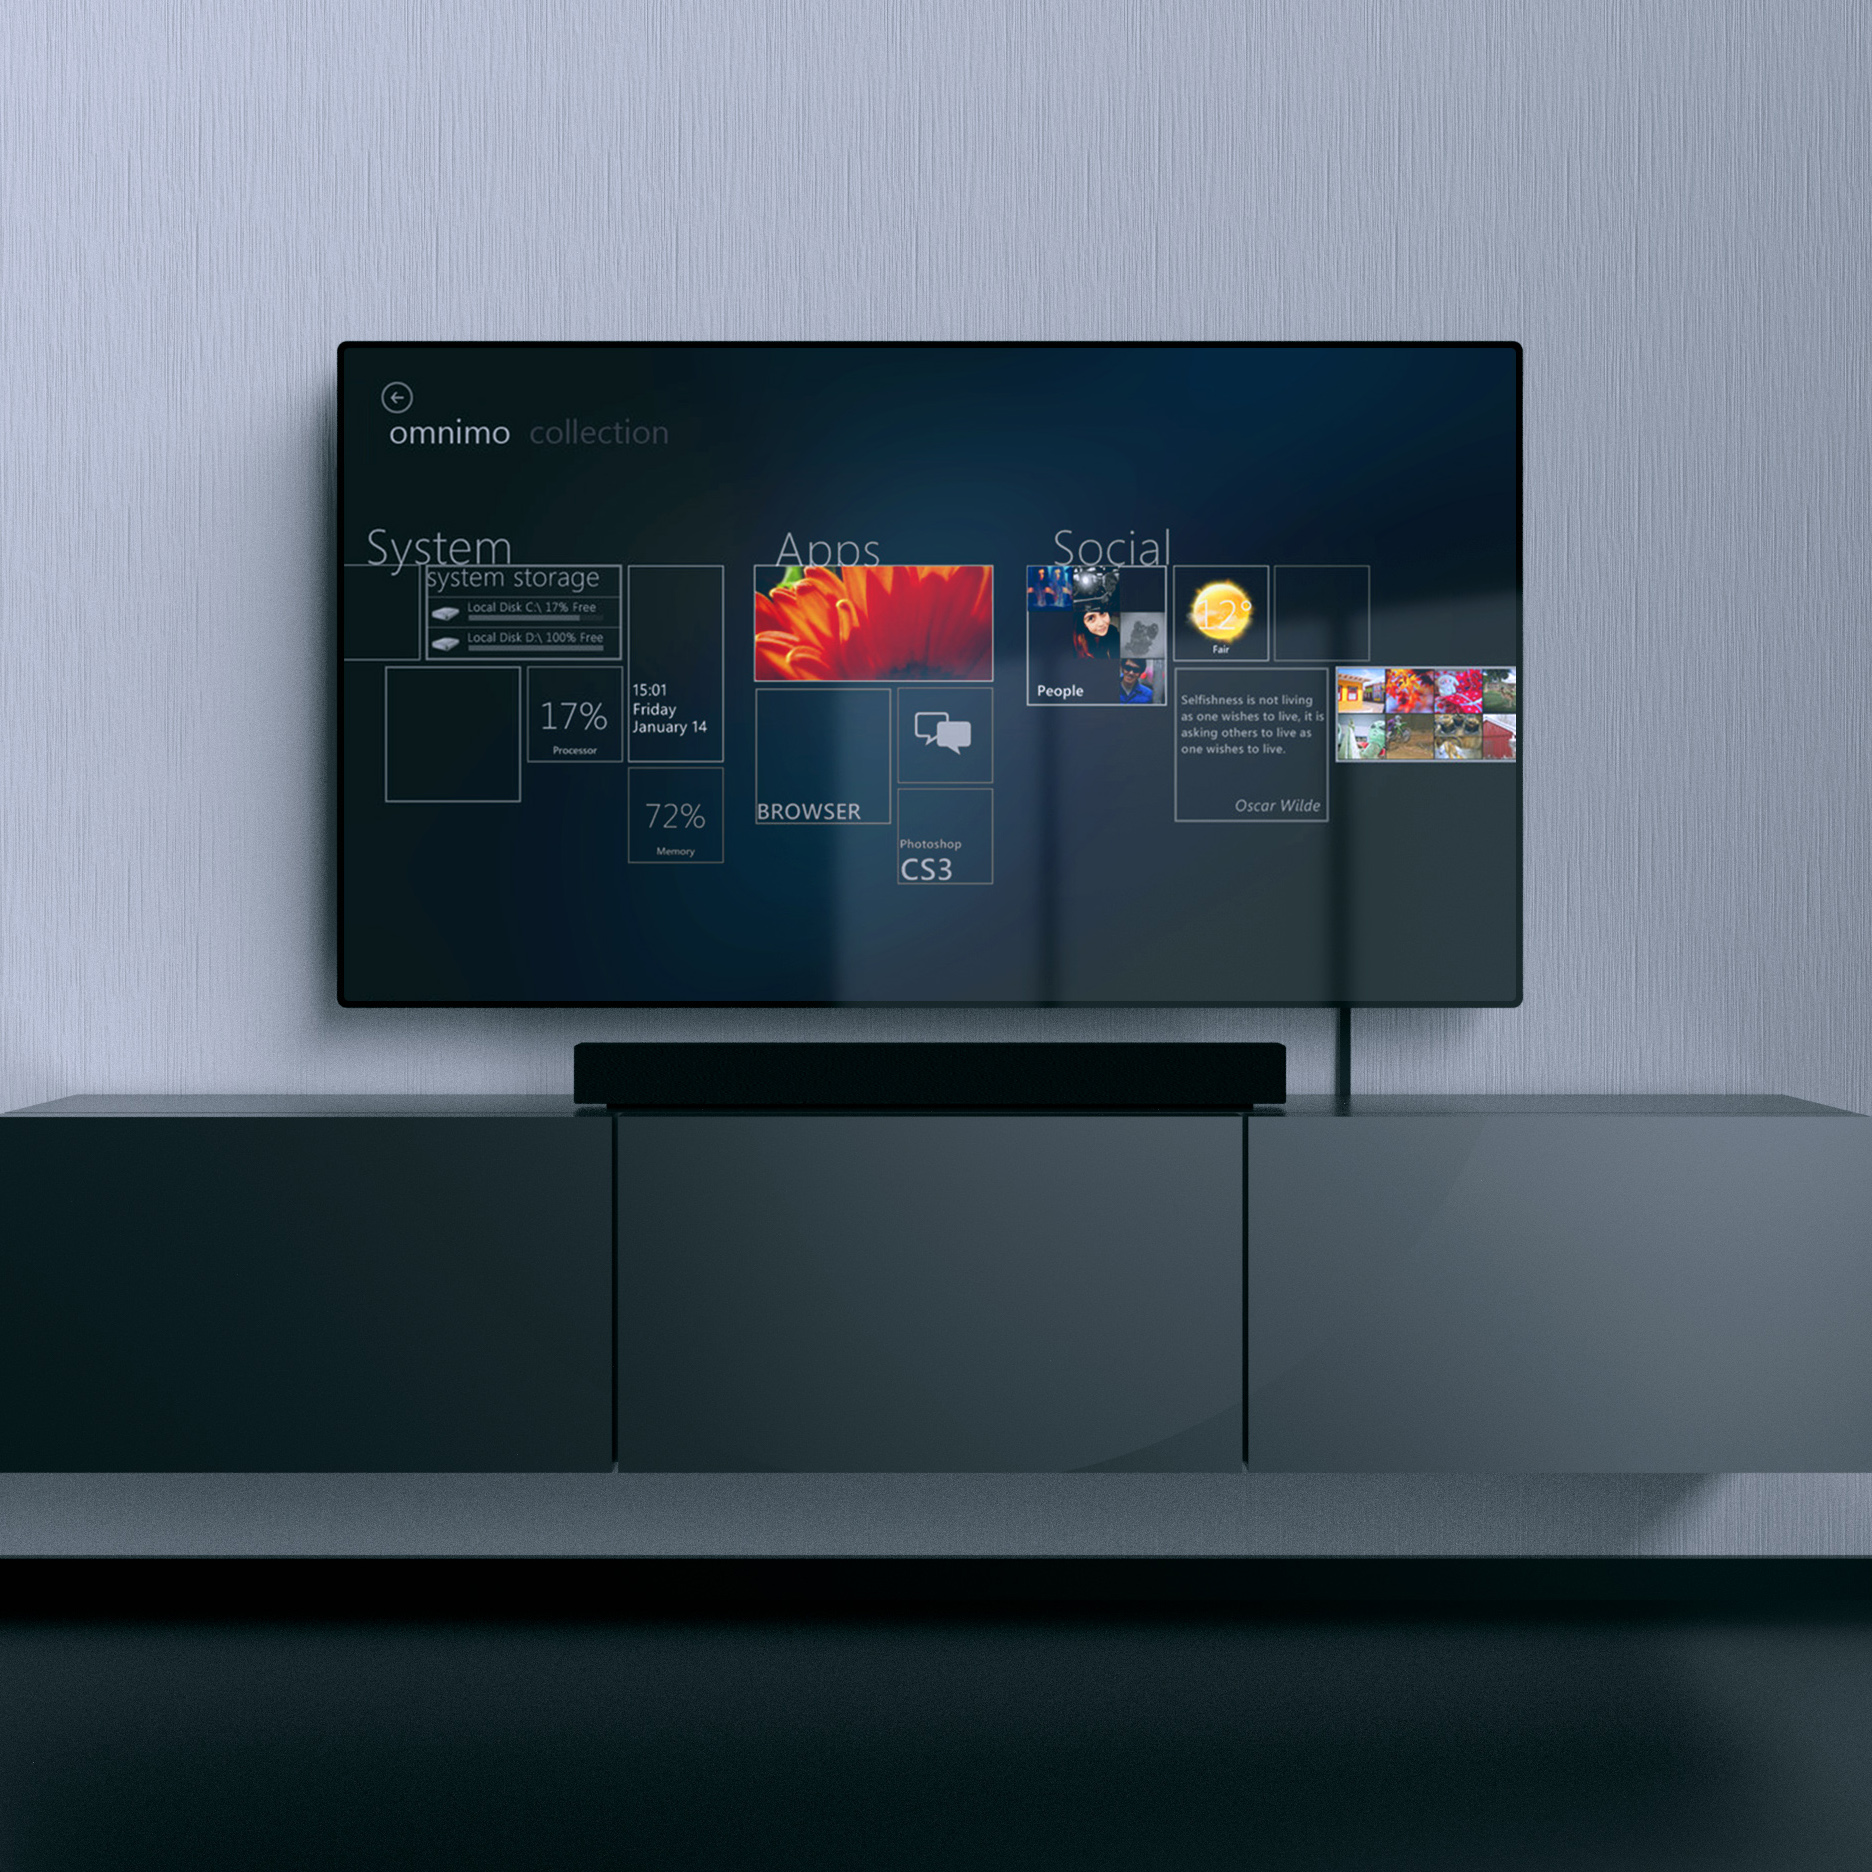 omnimo collection
System
system storage
Local Disk C:\ 17% Free
Local Disk D:\ 100% Free
17%
Processor
15:01
Friday
January 14
72%
Memory
Apps
BROWSER
Photoshop
CS3
Social
People
12°
Fair
Selfishness is not living
as one wishes to live, it is
asking others to live as
one wishes to live.
Oscar Wilde